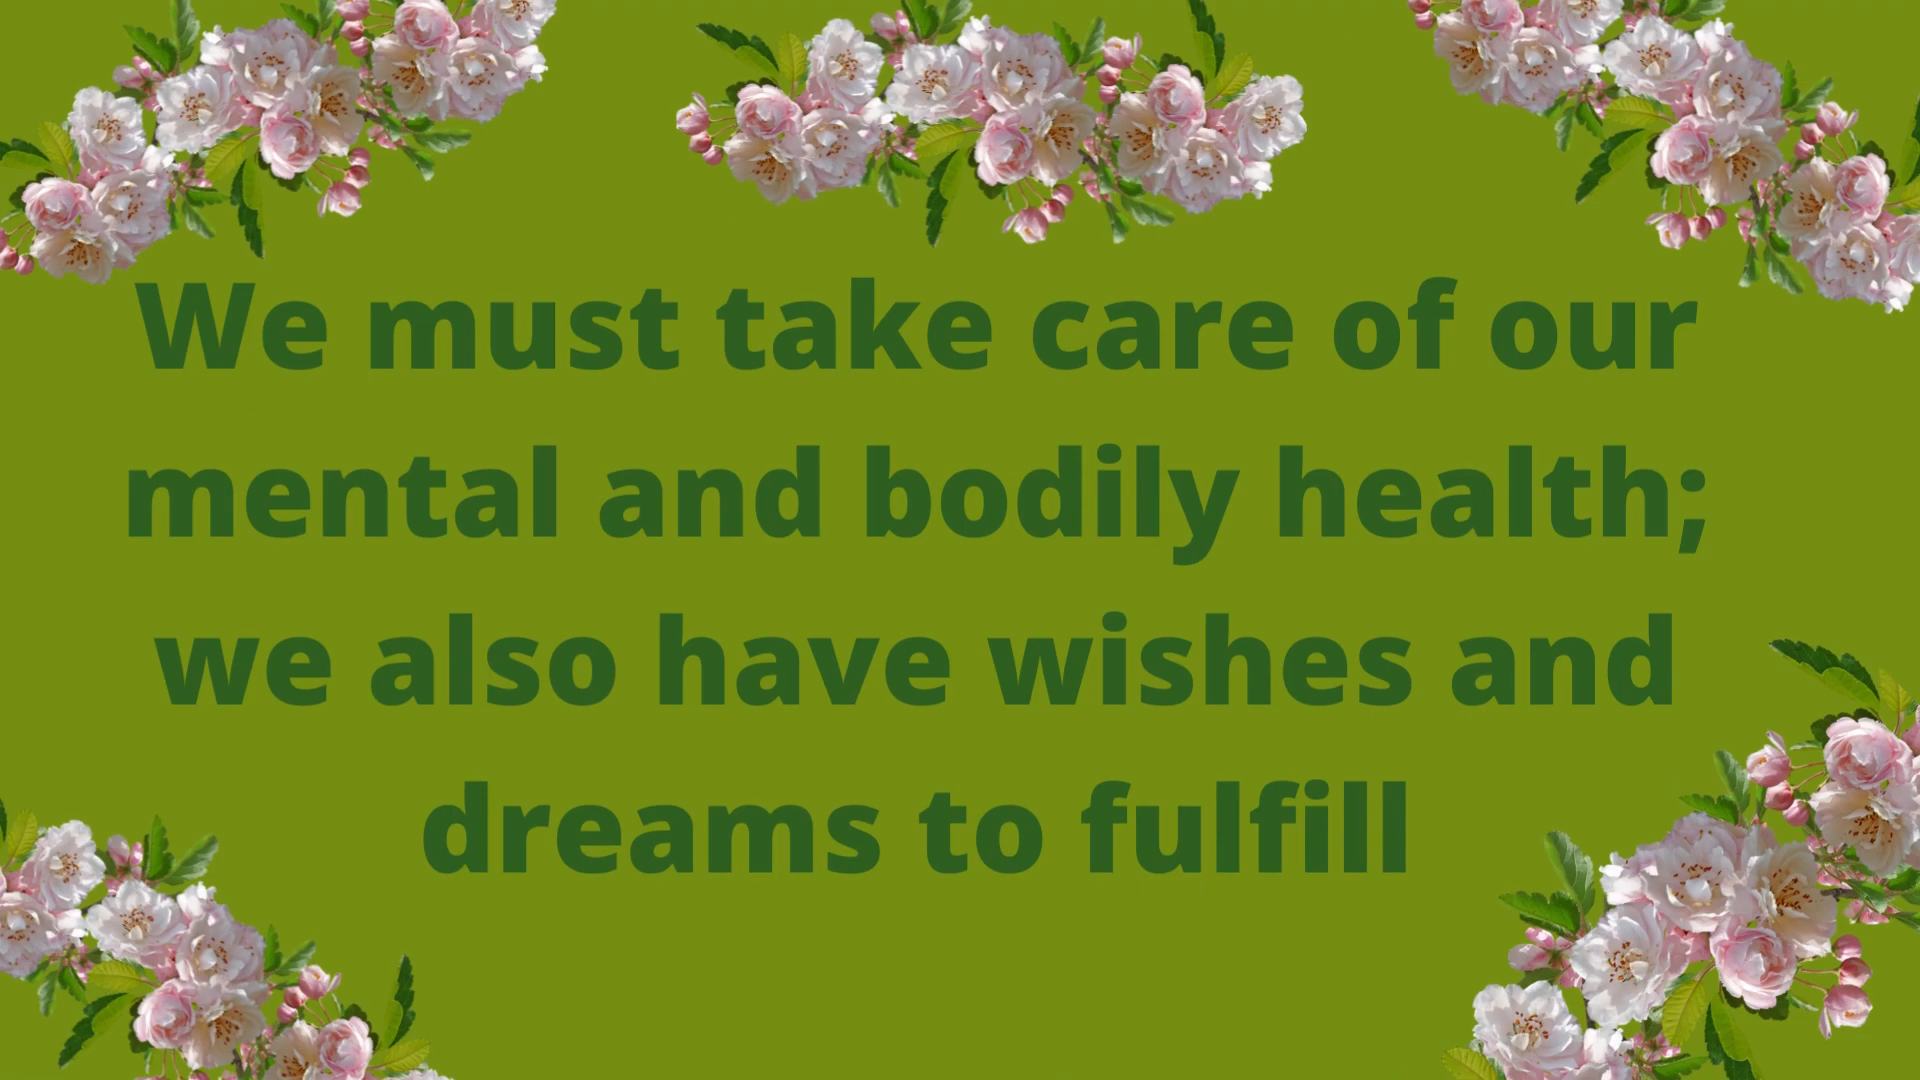 We must take care of our
mental and bodily health;
we also have wishes and
dreams to fulfill